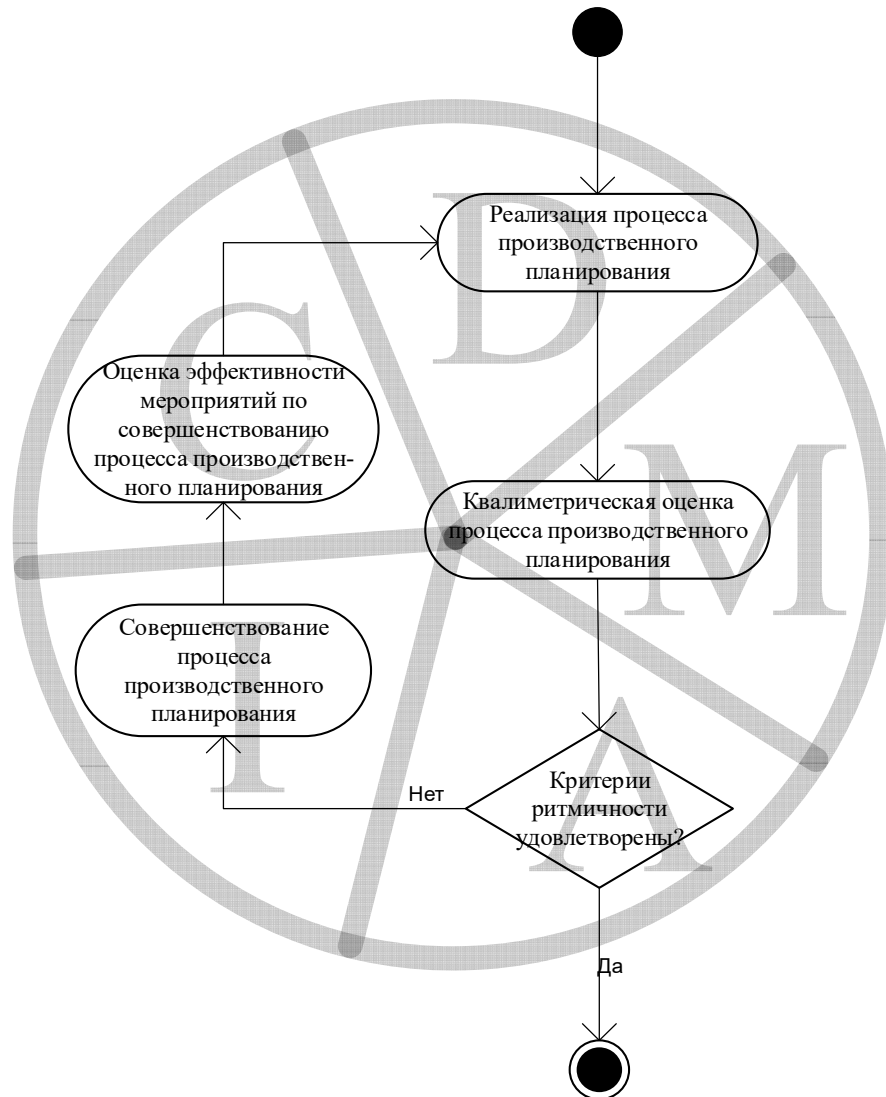 D
Реализация процесса
производственного
планирования
C
Оценка эффективности
мероприятий по
совершенствованию
процесса производствен-
ного планирования
M
Квалиметрическая оценка
процесса производственного
планирования
I
Совершенствование
процесса
производственного
планирования
A
Критерии
ритмичности
удовлетворены?
Нет
Да